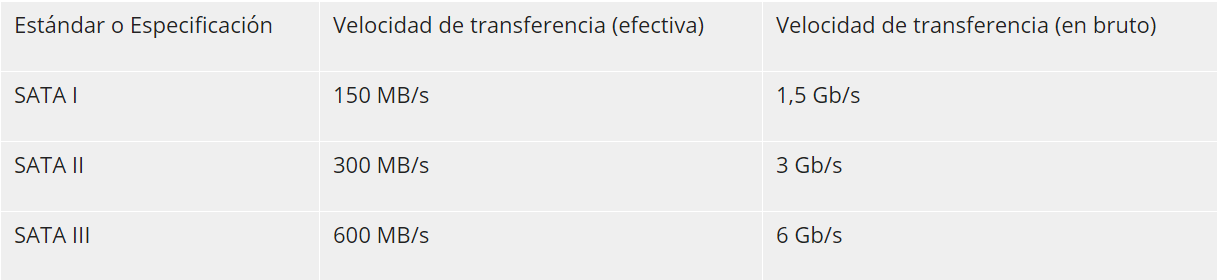 Estándar o Especificación Velocidad de transferencia (efectiva) Velocidad de transferencia (en bruto)
SATA I 150 MB/s 1,5 Gb/s
SATA II 300 MB/s 3 Gb/s
SATA III 600 MB/s 6 Gb/s